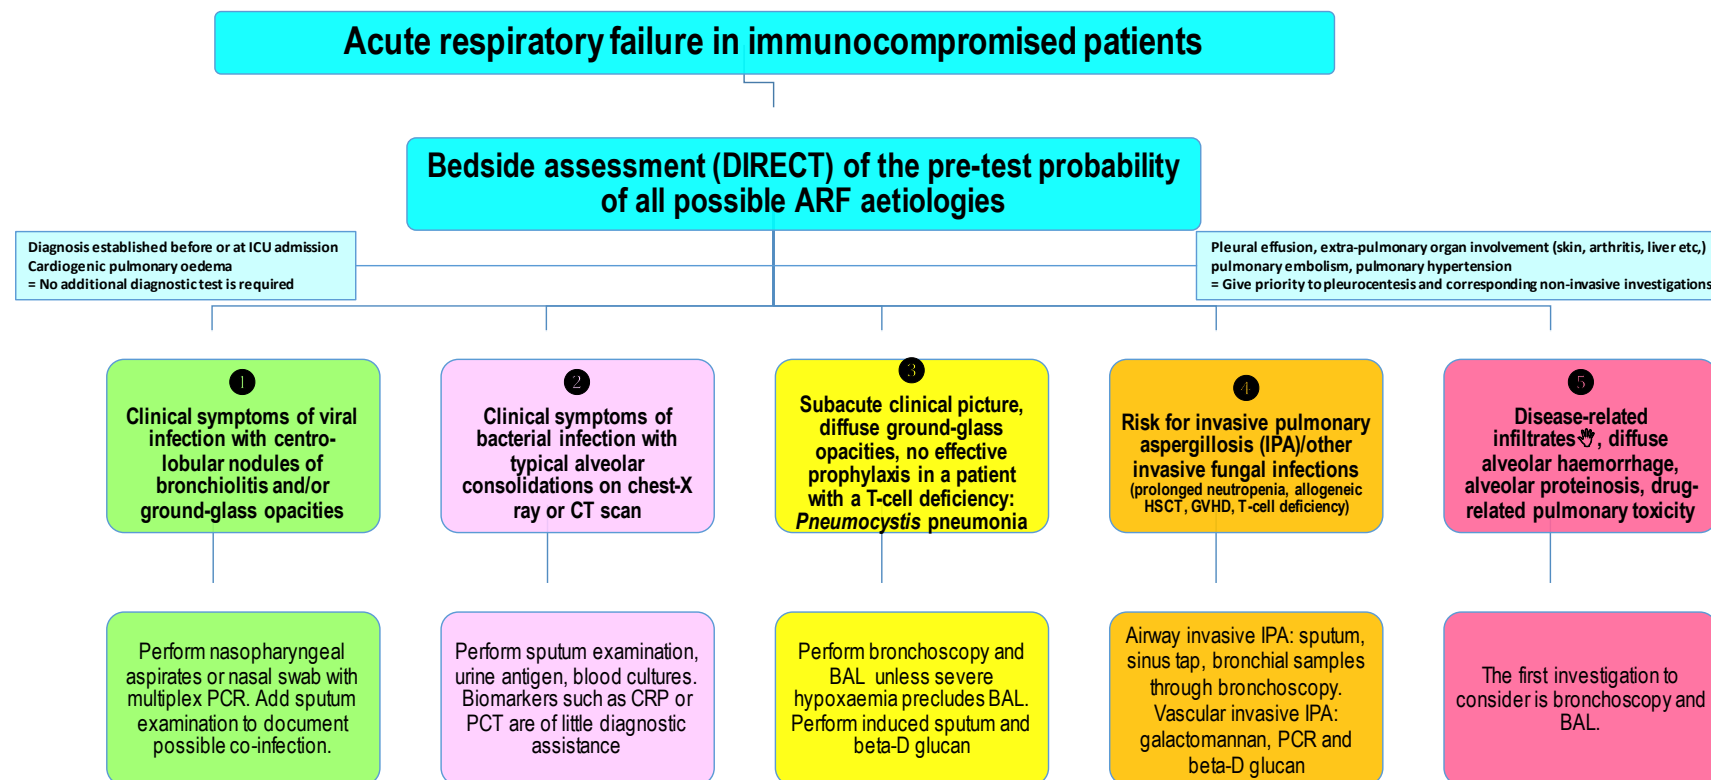 Acute respiratory failure in immunocompromised patients
Bedside assessment (DIRECT) of the pre-test probability
of all possible ARF aetiologies
Diagnosis established before or at ICU admission
Cardiogenic pulmonary oedema
= No additional diagnostic test is required
Pleural effusion, extra-pulmonary organ involvement (skin, arthritis, liver etc,)
pulmonary embolism, pulmonary hypertension
= Give priority to pleurocentesis and corresponding non-invasive investigations
1
Clinical symptoms of viral
infection with centro-
lobular nodules of
bronchiolitis and/or
ground-glass opacities
2
Clinical symptoms of
bacterial infection with
typical alveolar
consolidations on chest-X
ray or CT scan
3
Subacute clinical picture,
diffuse ground-glass
opacities, no effective
prophylaxis in a patient
with a T-cell deficiency:
Pneumocystis pneumonia
4
Risk for invasive pulmonary
aspergillosis (IPA)/other
invasive fungal infections
(prolonged neutropenia, allogeneic
HSCT, GVHD, T-cell deficiency)
5
Disease-related
infiltrates, diffuse
alveolar haemorrhage,
alveolar proteinosis, drug-
related pulmonary toxicity
Perform nasopharyngeal
aspirates or nasal swab with
multiplex PCR. Add sputum
examination to document
possible co-infection.
Perform sputum examination,
urine antigen, blood cultures.
Biomarkers such as CRP or
PCT are of little diagnostic
assistance
Perform bronchoscopy and
BAL unless severe
hypoxaemia precludes BAL.
Perform induced sputum and
beta-D glucan
Airway invasive IPA: sputum,
sinus tap, bronchial samples
through bronchoscopy.
Vascular invasive IPA:
galactomannan, PCR and
beta-D glucan
The first investigation to
consider is bronchoscopy and
BAL.